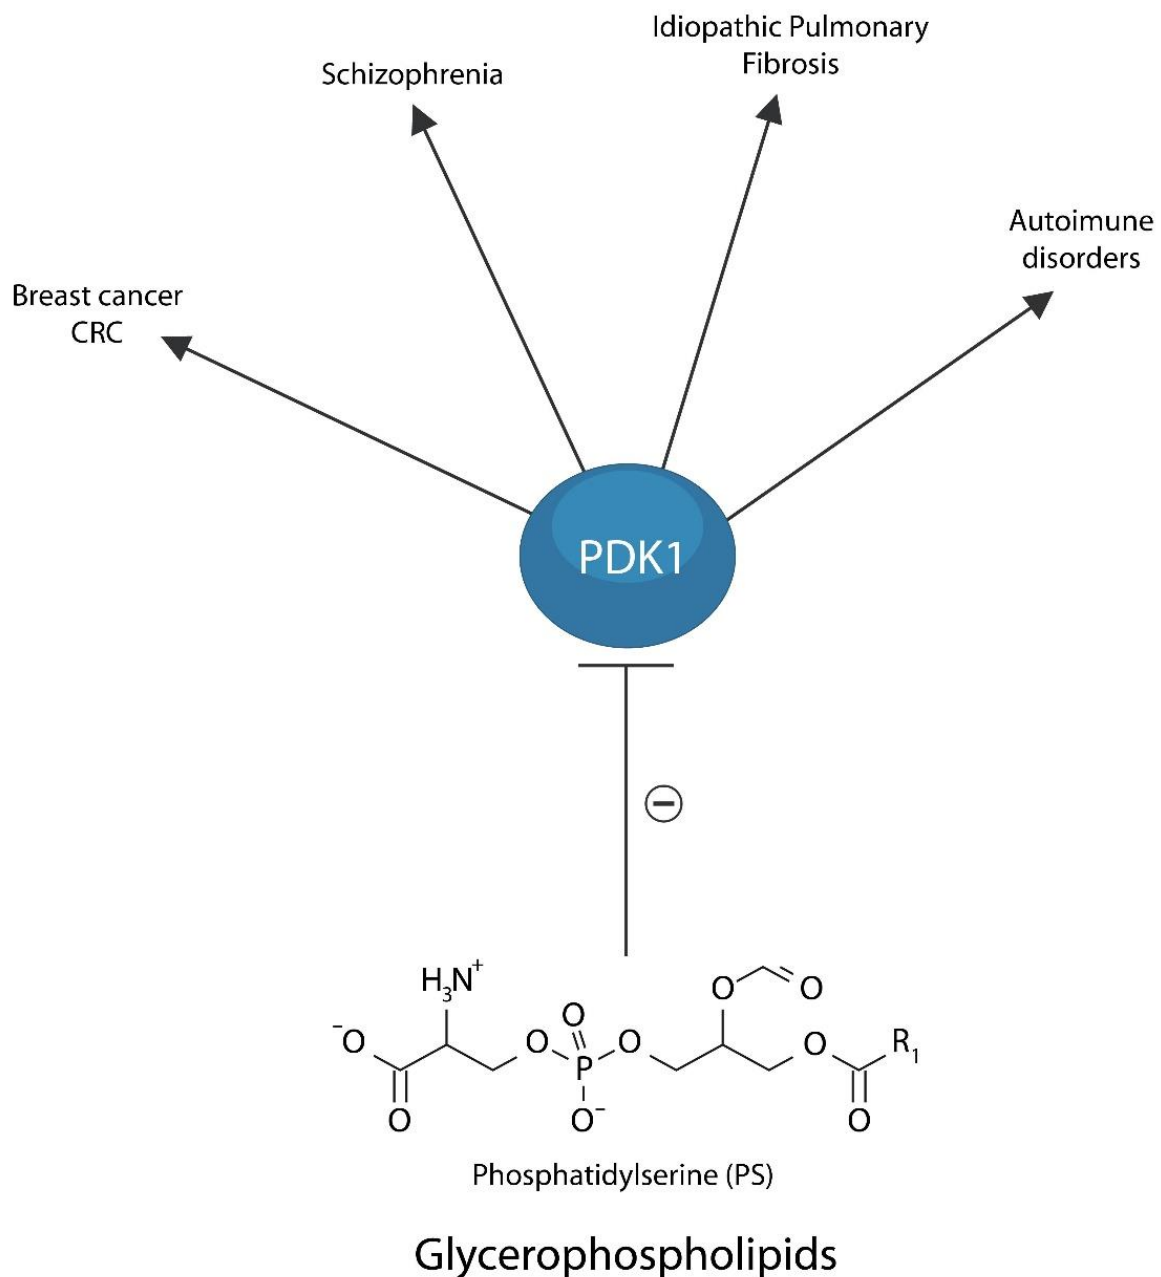 Idiopathic Pulmonary
Fibrosis
Schizophrenia
Autoimune
disorders
Breast cancer
CRC
PDK1
−
H₃N⁺
O
O
⁻O
O
P
O
O
R₁
O
O⁻
O
Phosphatidylserine (PS)
Glycerophospholipids